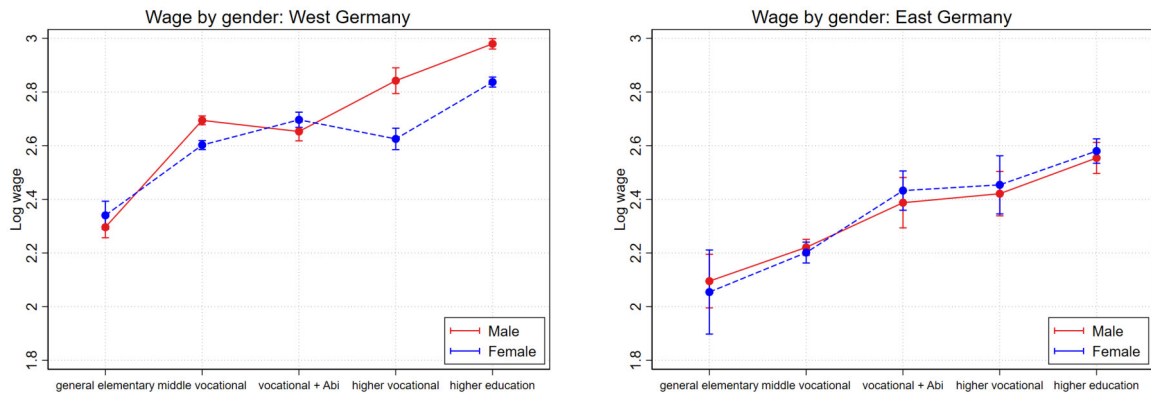 Wage by gender: West Germany
Log wage
3
2.8
2.6
2.4
2.2
2
1.8
general elementary middle vocational vocational + Abi higher vocational higher education
Male
Female
Wage by gender: East Germany
Log wage
3
2.8
2.6
2.4
2.2
2
1.8
general elementary middle vocational vocational + Abi higher vocational higher education
Male
Female